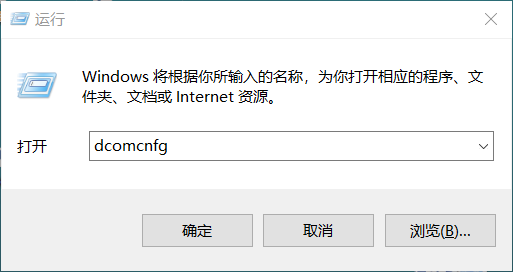 运行
Windows 将根据你所输入的名称，为你打开相应的程序、文
件夹、文档或 Internet 资源。
打开
dcomcnfg
确定
取消
浏览(B)...